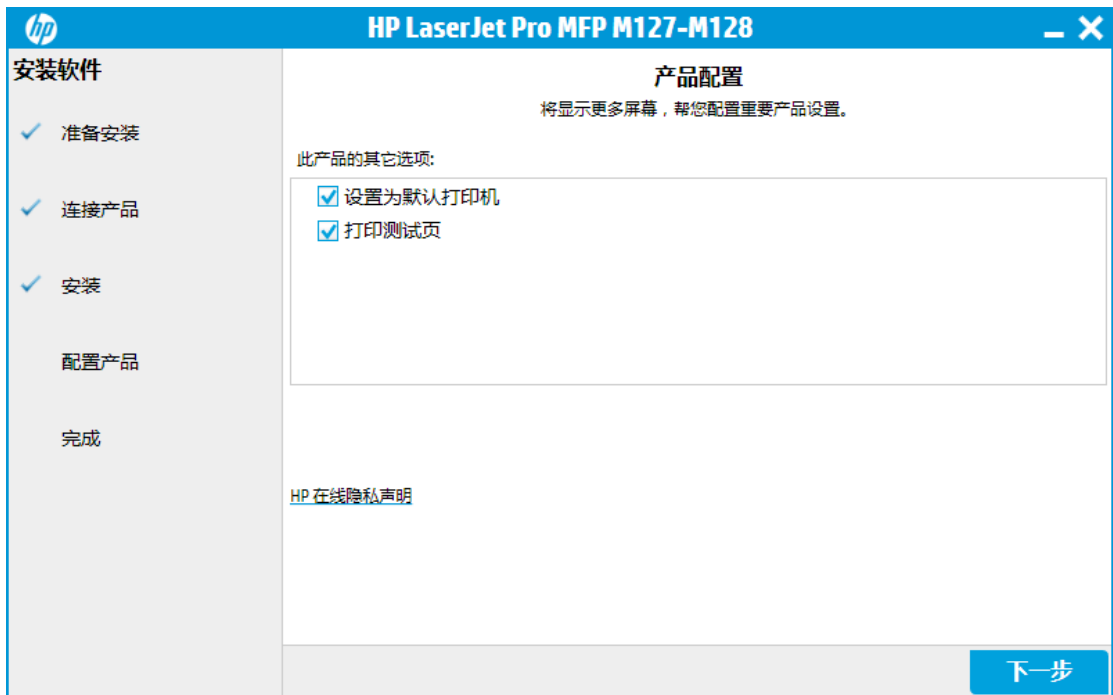 hp
HP LaserJet Pro MFP M127-M128
安装软件
准备安装
连接产品
安装
配置产品
完成
产品配置
将显示更多屏幕，帮您配置重要产品设置。
此产品的其它选项:
设置为默认打印机
打印测试页
HP 在线隐私声明
下一步